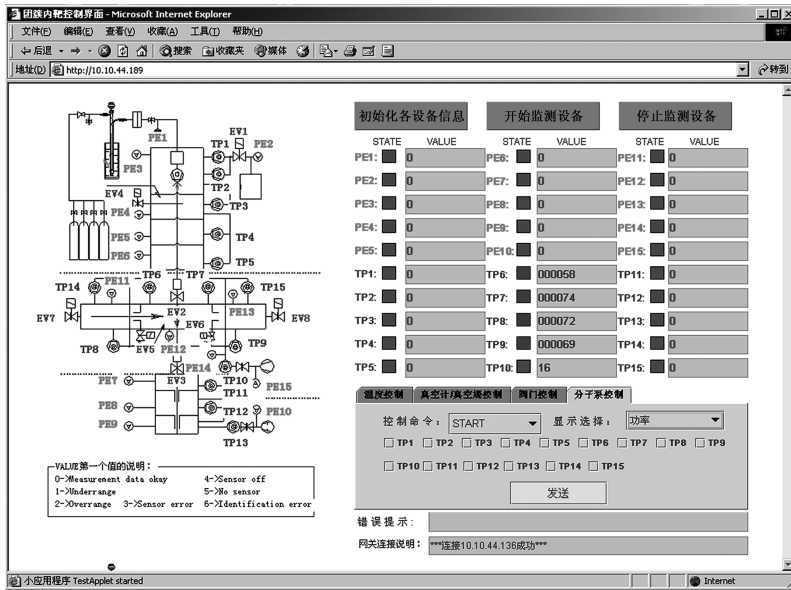 团簇内靶控制界面 - Microsoft Internet Explorer
文件(F) 编辑(E) 查看(V) 收藏(A) 工具(T) 帮助(H)
后退 搜索 收藏夹 媒体
地址(D) http://10.10.44.189 转到
初始化各设备信息 开始监测设备 停止监测设备
STATE VALUE STATE VALUE STATE VALUE
PE1: 0 PE6: 0 PE11: 0
PE2: 0 PE7: 0 PE12: 0
PE3: 0 PE8: 0 PE13: 0
PE4: 0 PE9: 0 PE14: 0
PE5: 0 PE10: 0 PE15: 0
TP1: 0 TP6: 000058 TP11: 0
TP2: 0 TP7: 000074 TP12: 0
TP3: 0 TP8: 000072 TP13: 0
TP4: 0 TP9: 000069 TP14: 0
TP5: 0 TP10: 16 TP15: 0
PE1 TP1 EV1 PE2
PE3
EV4 TP2
PE4 TP3
PE5 TP4
PE6 TP5
TP14 PE11 TP6 TP7 TP15
EV7 EV2 PE13 EV8
EV6
TP8 EV5 PE12 TP9
PE14
PE7 EV3 TP10 PE15
TP11
PE8 TP12 PE10
PE9
TP13
VALUE第一个值的说明:
0->Measurement data okay 4->Sensor off
1->Underrange 5->No sensor
2->Overrange 3->Sensor error 6->Identification error
温度控制 真空计/真空规控制 阀门控制 分子泵控制
控制命令: START 显示选择: 功率
TP1 TP2 TP3 TP4 TP5 TP6 TP7 TP8 TP9
TP10 TP11 TP12 TP13 TP14 TP15
发送
错误提示:
网关连接说明: ***连接10.10.44.136成功***
小应用程序 TestApplet started Internet